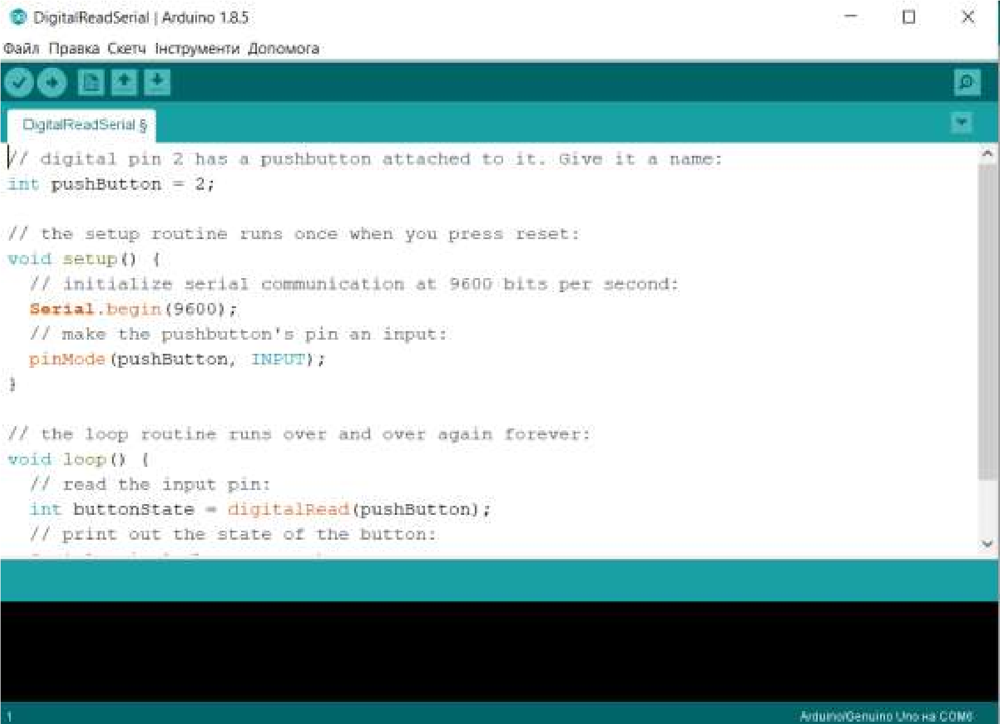 DigitalReadSerial | Arduino 1.8.5
Файл Правка Скетч Інструменти Допомога
DigitalReadSerial §
// digital pin 2 has a pushbutton attached to it. Give it a name:
int pushButton = 2;
// the setup routine runs once when you press reset:
void setup() {
// initialize serial communication at 9600 bits per second:
Serial.begin(9600);
// make the pushbutton's pin an input:
pinMode(pushButton, INPUT);
}
// the loop routine runs over and over again forever:
void loop() {
// read the input pin:
int buttonState = digitalRead(pushButton);
// print out the state of the button:
1
Arduino/Genuino Uno на COM6